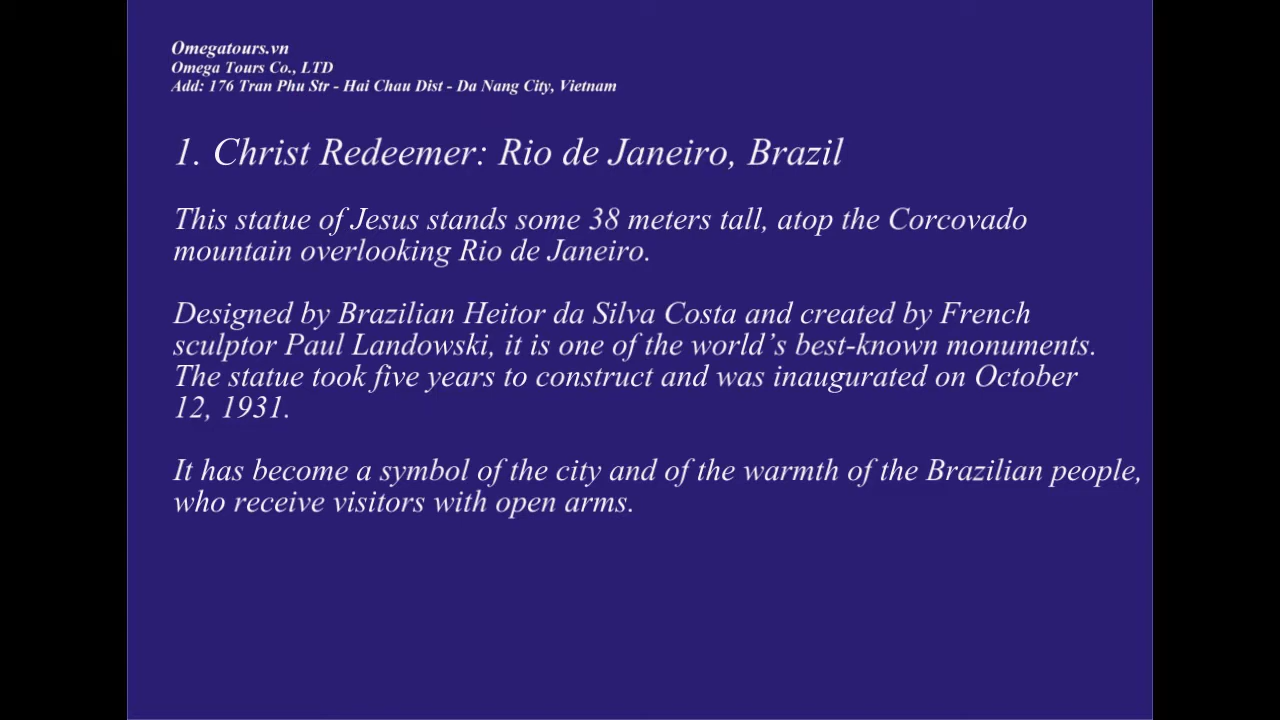 Omegatours.vn
Omega Tours Co., LTD
Add: 176 Tran Phu Str - Hai Chau Dist - Da Nang City, Vietnam
1. Christ Redeemer: Rio de Janeiro, Brazil
This statue of Jesus stands some 38 meters tall, atop the Corcovado
mountain overlooking Rio de Janeiro.
Designed by Brazilian Heitor da Silva Costa and created by French
sculptor Paul Landowski, it is one of the world’s best-known monuments.
The statue took five years to construct and was inaugurated on October
12, 1931.
It has become a symbol of the city and of the warmth of the Brazilian people,
who receive visitors with open arms.